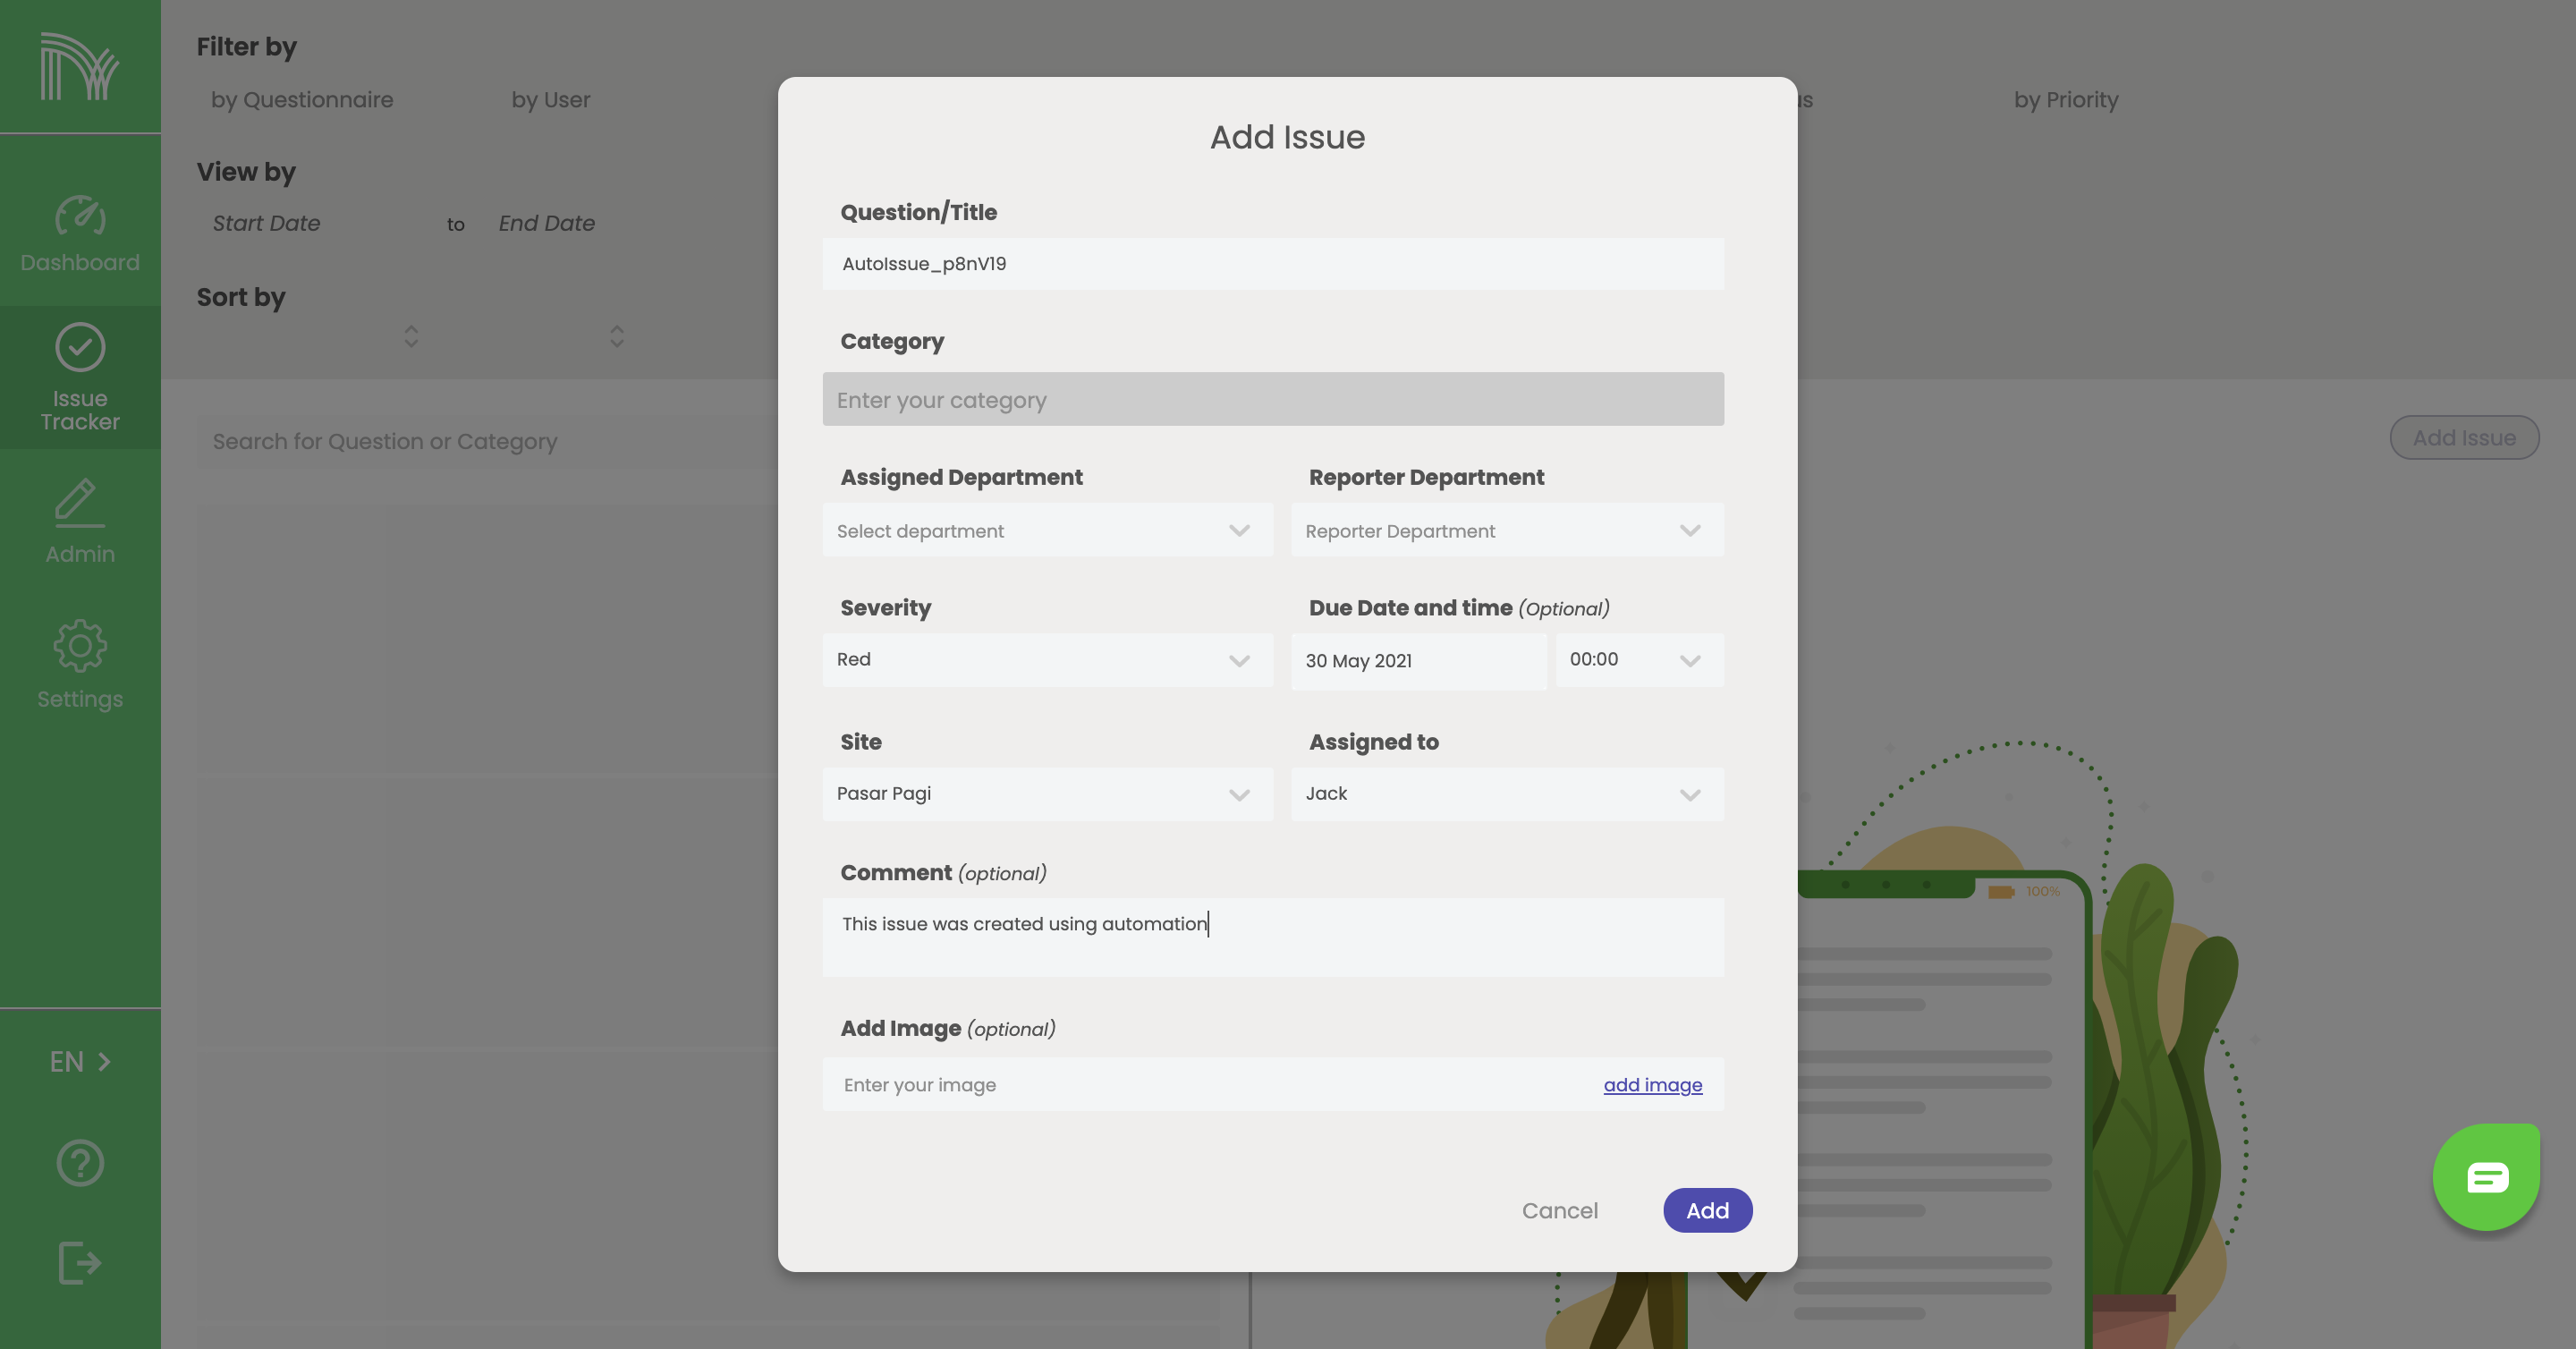 Filter by
by Questionnaire
by User
by Priority
View by
Start Date
to
End Date
Sort by
Dashboard
Issue
Tracker
Admin
Settings
EN
Search for Question or Category
Add Issue
Add Issue
Question/Title
AutoIssue_p8nV19
Category
Enter your category
Assigned Department
Reporter Department
Select department
Reporter Department
Severity
Due Date and time (Optional)
Red
30 May 2021
00:00
Site
Assigned to
Pasar Pagi
Jack
Comment (optional)
This issue was created using automation
Add Image (optional)
Enter your image
add image
Cancel
Add
100%